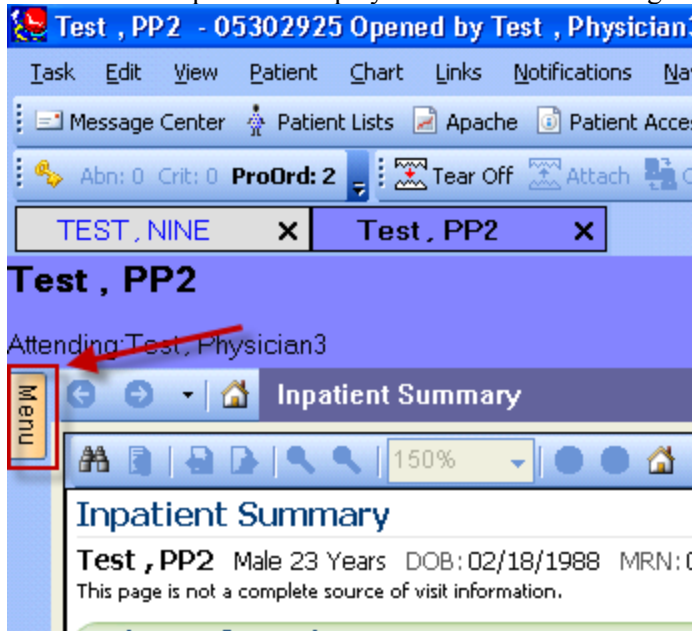 Test , PP2 - 05302925 Opened by Test , Physician3
Task Edit View Patient Chart Links Notifications
Message Center Patient Lists Apache Patient
Abn: 0 Crit: 0 ProOrd: 2 Tear Off Attach
TEST , NINE Test , PP2
Test , PP2
Attending:Test , Physician3
Menu
Inpatient Summary
150%
Inpatient Summary
Test , PP2 Male 23 Years DOB: 02/18/1988 MRN:
This page is not a complete source of visit information.